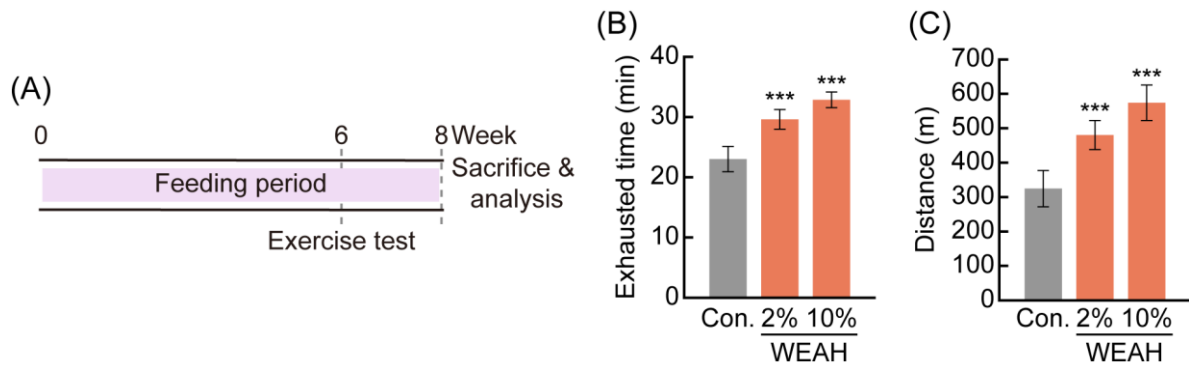 (A)
0 6 8 Week
Feeding period
Sacrifice &
analysis
Exercise test
(B)
Exhausted time (min)
40
30
20
10
0
***
***
Con. 2% 10%
WEAH
(C)
Distance (m)
700
600
500
400
300
200
100
0
***
***
Con. 2% 10%
WEAH